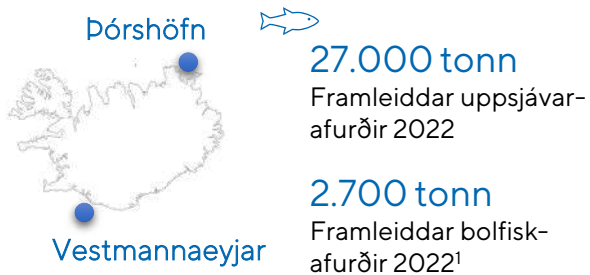 Þórshöfn
Vestmannaeyjar
27.000 tonn
Framleiddar uppsjávar-
afurðir 2022
2.700 tonn
Framleiddar bolfisk-
afurðir 2022¹